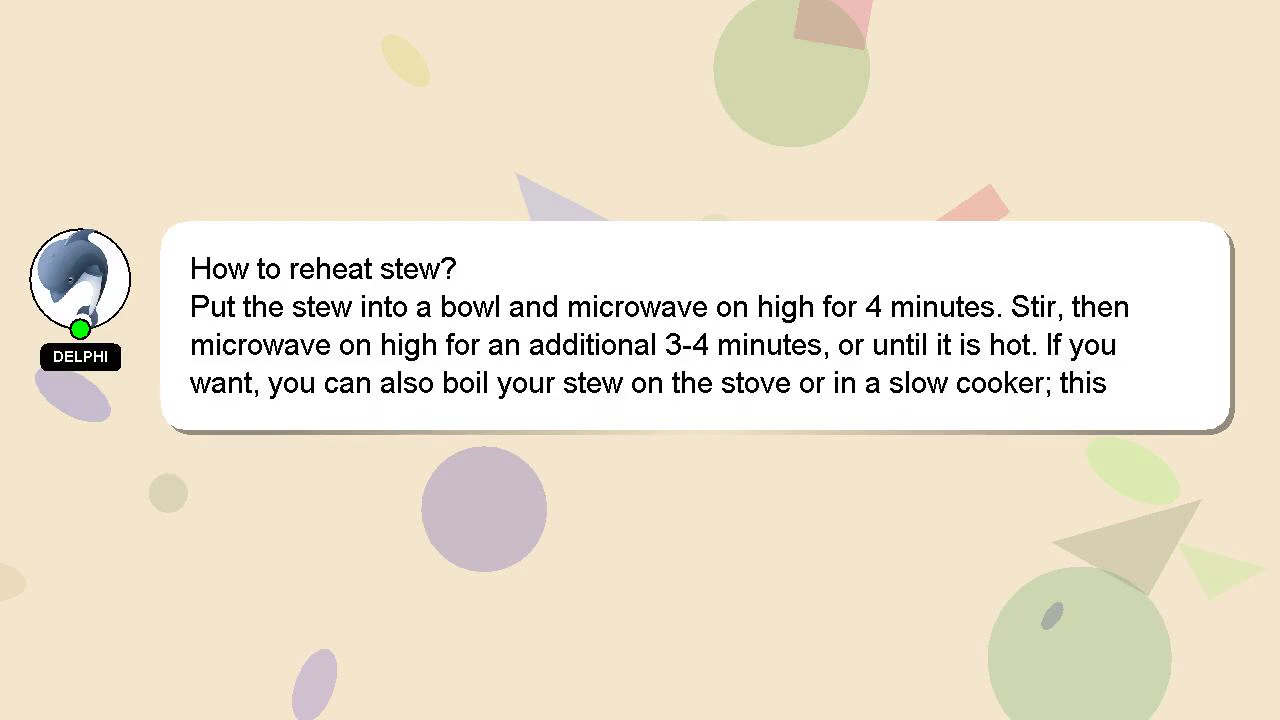 How to reheat stew?
Put the stew into a bowl and microwave on high for 4 minutes. Stir, then
microwave on high for an additional 3-4 minutes, or until it is hot. If you
want, you can also boil your stew on the stove or in a slow cooker; this
DELPHI